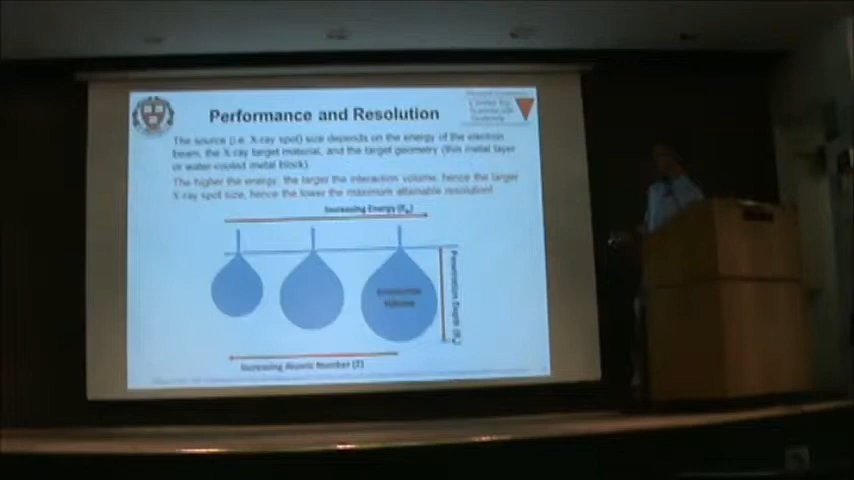 Performance and Resolution
The source (i.e. X-ray spot) size depends on the energy of the electron
beam, the X-ray target material, and the target geometry (thin metal layer
or water-cooled metal block).
The higher the energy, the larger the interaction volume, hence the larger
X-ray spot size, hence the lower the maximum attainable resolution!
Increasing Energy
Interaction
Volume
Penetration Depth
Increasing Atomic Number (Z)